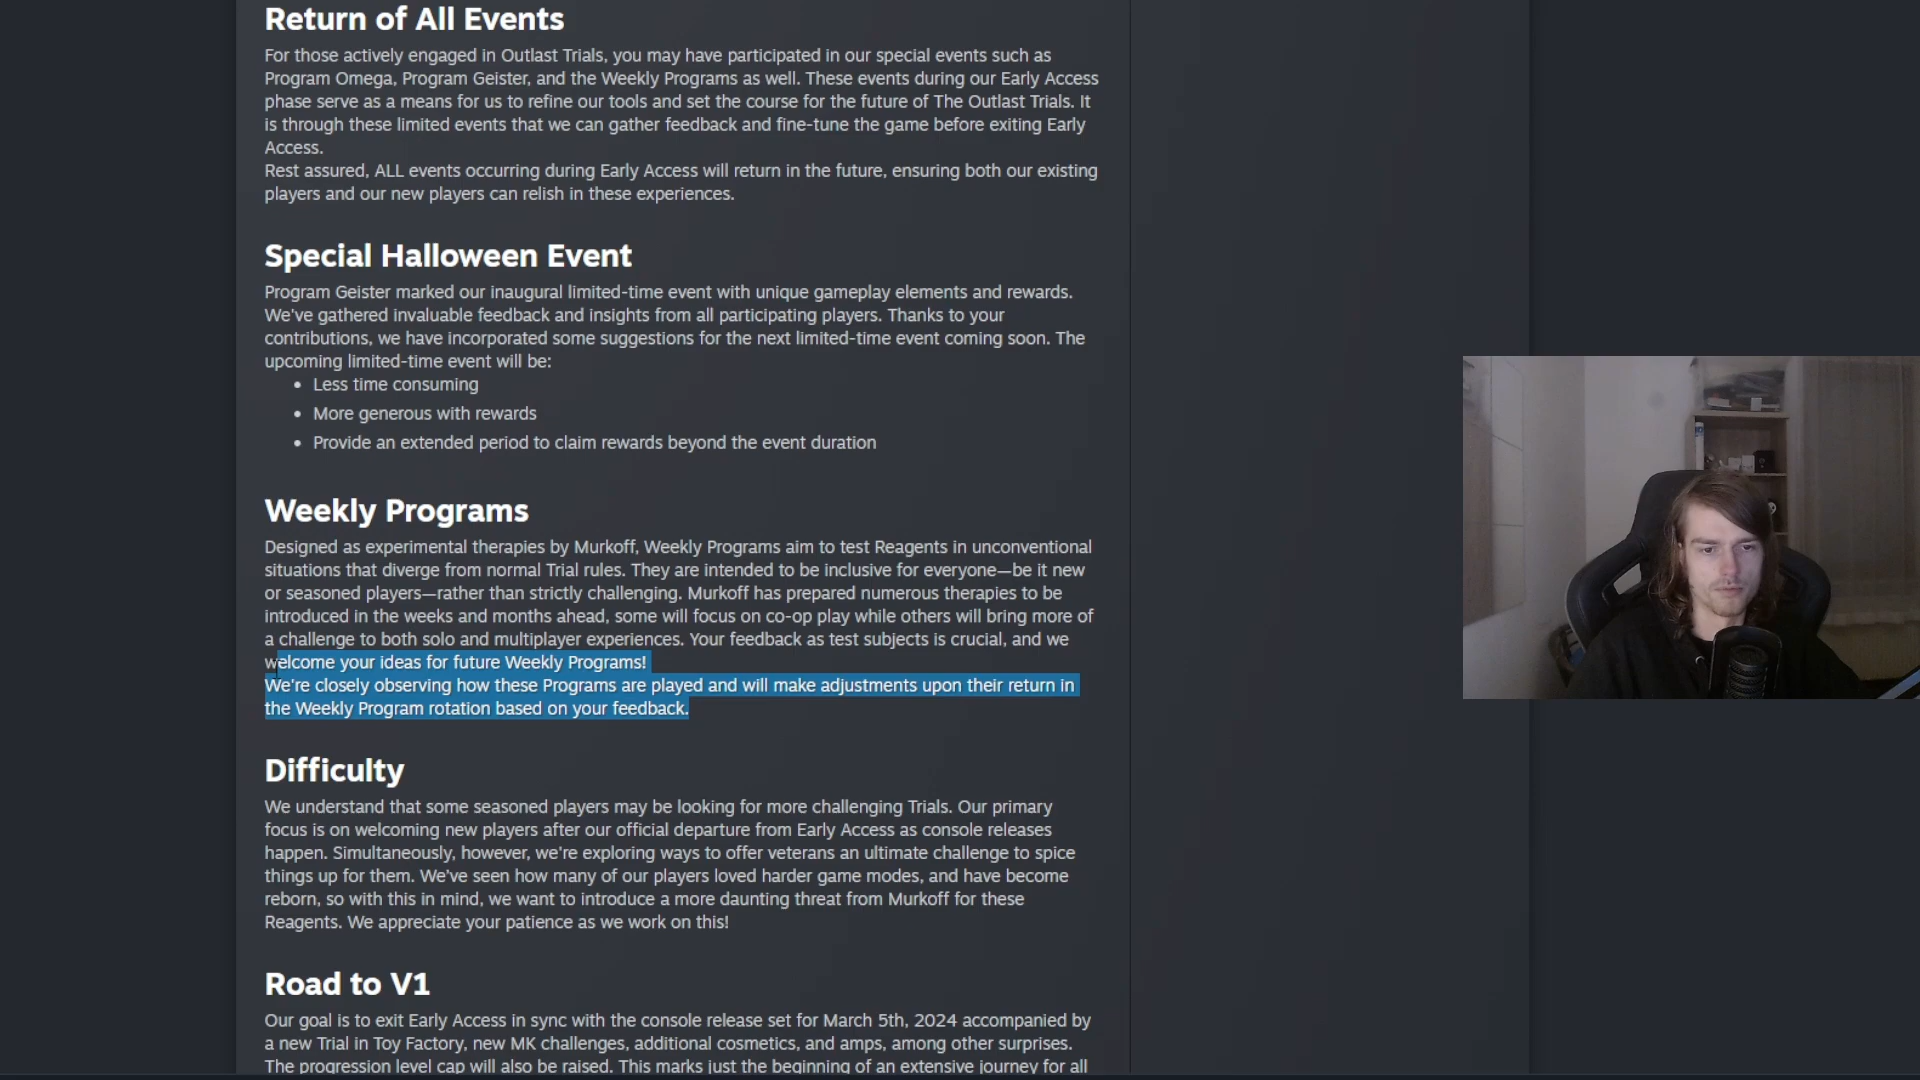 Return of All Events
For those actively engaged in Outlast Trials, you may have participated in our special events such as
Program Omega, Program Geister, and the Weekly Programs as well. These events during our Early Access
phase serve as a means for us to refine our tools and set the course for the future of The Outlast Trials. It
is through these limited events that we can gather feedback and fine-tune the game before exiting Early
Access.
Rest assured, ALL events occurring during Early Access will return in the future, ensuring both our existing
players and our new players can relish in these experiences.
Special Halloween Event
Program Geister marked our inaugural limited-time event with unique gameplay elements and rewards.
We've gathered invaluable feedback and insights from all participating players. Thanks to your
contributions, we have incorporated some suggestions for the next limited-time event coming soon. The
upcoming limited-time event will be:
• Less time consuming
• More generous with rewards
• Provide an extended period to claim rewards beyond the event duration
Weekly Programs
Designed as experimental therapies by Murkoff, Weekly Programs aim to test Reagents in unconventional
situations that diverge from normal Trial rules. They are intended to be inclusive for everyone—be it new
or seasoned players—rather than strictly challenging. Murkoff has prepared numerous therapies to be
introduced in the weeks and months ahead, some will focus on co-op play while others will bring more of
a challenge to both solo and multiplayer experiences. Your feedback as test subjects is crucial, and we
welcome your ideas for future Weekly Programs!
We're closely observing how these Programs are played and will make adjustments upon their return in
the Weekly Program rotation based on your feedback.
Difficulty
We understand that some seasoned players may be looking for more challenging Trials. Our primary
focus is on welcoming new players after our official departure from Early Access as console releases
happen. Simultaneously, however, we're exploring ways to offer veterans an ultimate challenge to spice
things up for them. We've seen how many of our players loved harder game modes, and have become
reborn, so with this in mind, we want to introduce a more daunting threat from Murkoff for these
Reagents. We appreciate your patience as we work on this!
Road to V1
Our goal is to exit Early Access in sync with the console release set for March 5th, 2024 accompanied by
a new Trial in Toy Factory, new MK challenges, additional cosmetics, and amps, among other surprises.
The progression level cap will also be raised. This marks just the beginning of an extensive journey for all